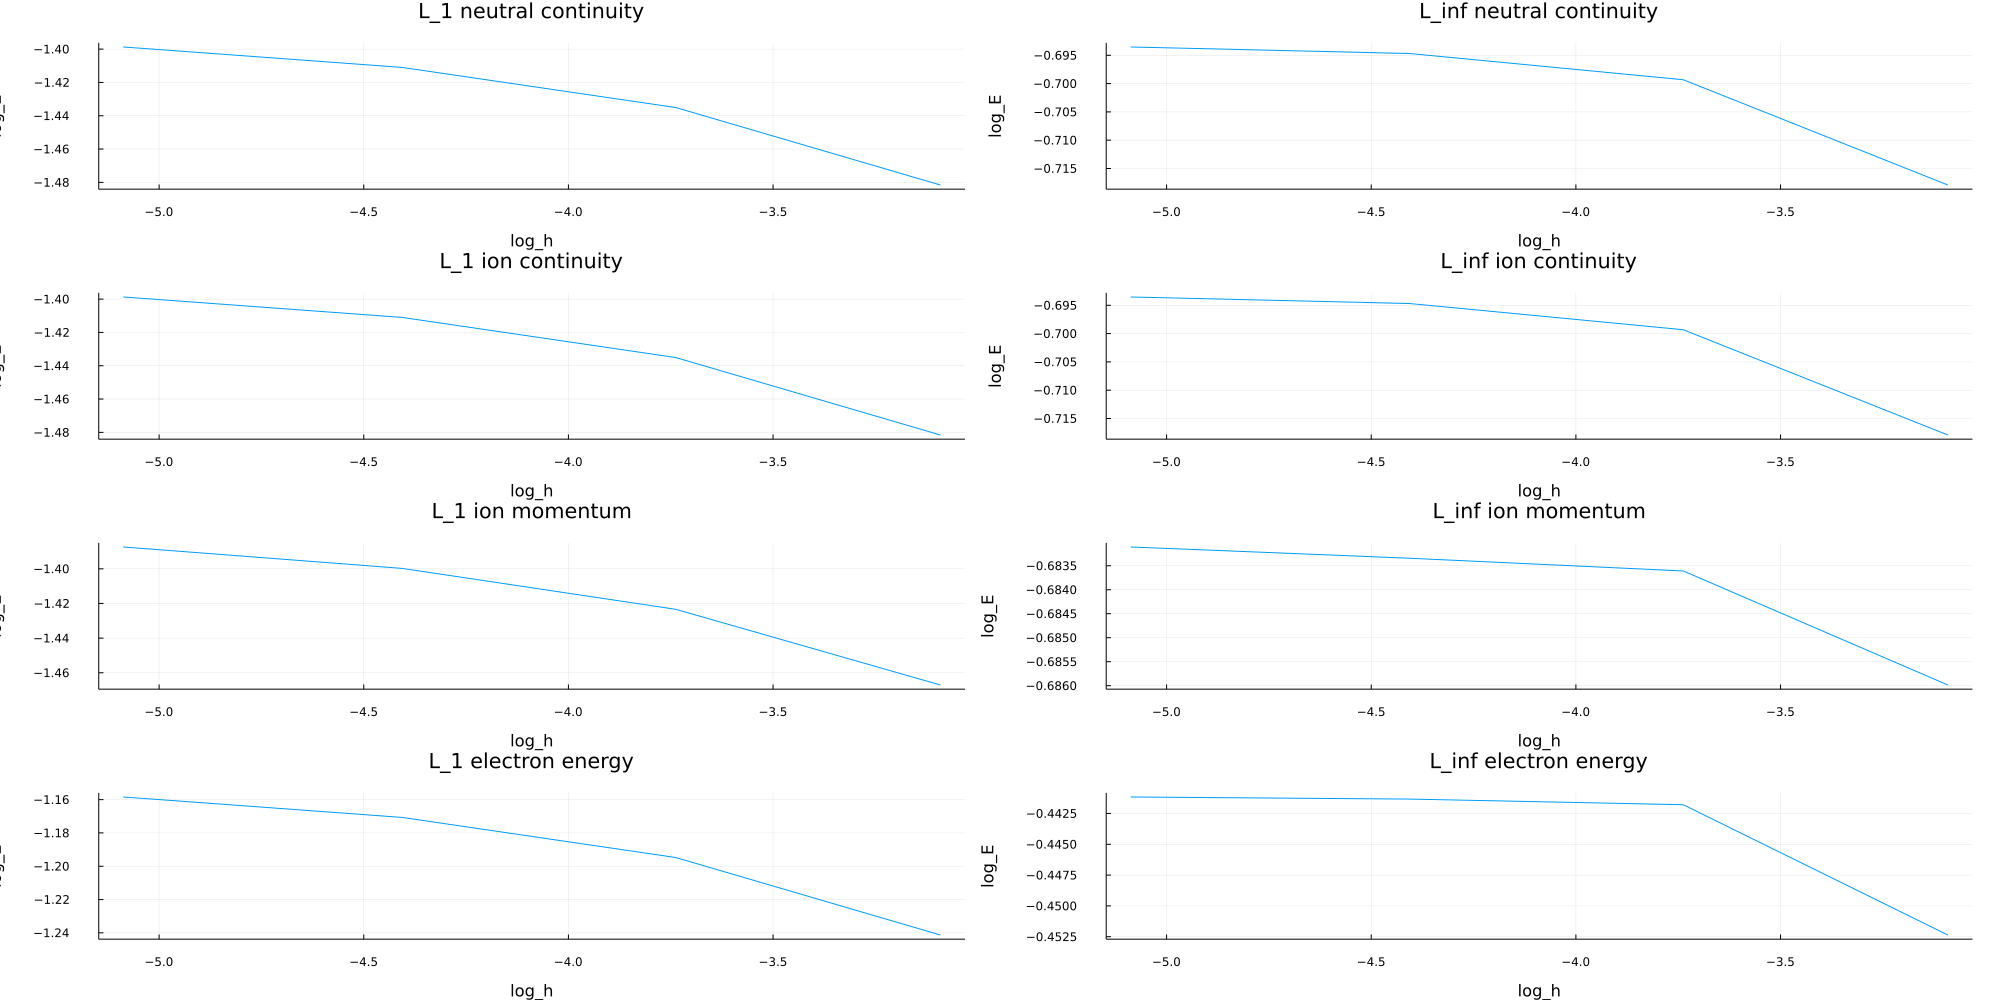 L_1 neutral continuity
−1.40
−1.42
−1.44
−1.46
−1.48
−5.0 −4.5 −4.0 −3.5
log_h
L_inf neutral continuity
log_E
−0.695
−0.700
−0.705
−0.710
−0.715
−5.0 −4.5 −4.0 −3.5
log_h
L_1 ion continuity
−1.40
−1.42
−1.44
−1.46
−1.48
−5.0 −4.5 −4.0 −3.5
log_h
L_inf ion continuity
log_E
−0.695
−0.700
−0.705
−0.710
−0.715
−5.0 −4.5 −4.0 −3.5
log_h
L_1 ion momentum
−1.40
−1.42
−1.44
−1.46
−5.0 −4.5 −4.0 −3.5
log_h
L_inf ion momentum
log_E
−0.6835
−0.6840
−0.6845
−0.6850
−0.6855
−0.6860
−5.0 −4.5 −4.0 −3.5
log_h
L_1 electron energy
−1.16
−1.18
−1.20
−1.22
−1.24
−5.0 −4.5 −4.0 −3.5
log_h
L_inf electron energy
log_E
−0.4425
−0.4450
−0.4475
−0.4500
−0.4525
−5.0 −4.5 −4.0 −3.5
log_h